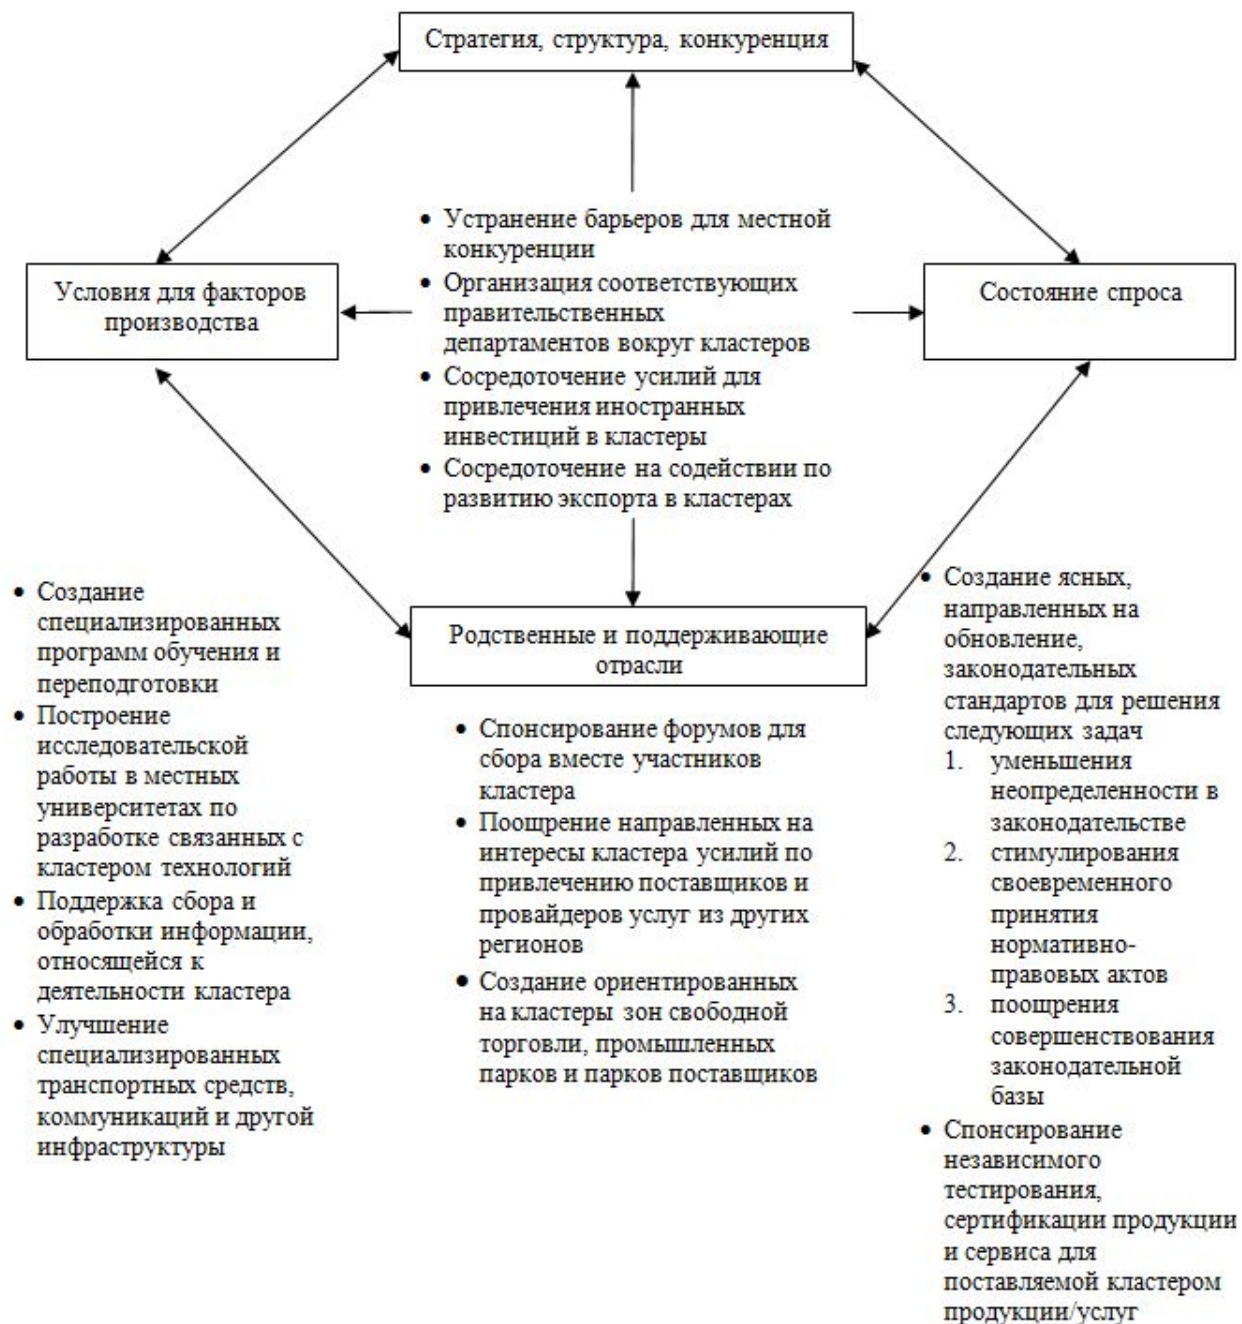 Стратегия, структура, конкуренция
• Устранение барьеров для местной
конкуренции
• Организация соответствующих
правительственных
департаментов вокруг кластеров
• Сосредоточение усилий для
привлечения иностранных
инвестиций в кластеры
• Сосредоточение на содействии по
развитию экспорта в кластерах
Условия для факторов
производства
Состояние спроса
Родственные и поддерживающие
отрасли
• Создание
специализированных
программ обучения и
переподготовки
• Построение
исследовательской
работы в местных
университетах по
разработке связанных с
кластером технологий
• Поддержка сбора и
обработки информации,
относящейся к
деятельности кластера
• Улучшение
специализированных
транспортных средств,
коммуникаций и другой
инфраструктуры
• Спонсирование форумов для
сбора вместе участников
кластера
• Поощрение направленных на
интересы кластера усилий по
привлечению поставщиков и
провайдеров услуг из других
регионов
• Создание ориентированных
на кластеры зон свободной
торговли, промышленных
парков и парков поставщиков
• Создание ясных,
направленных на
обновление,
законодательных
стандартов для решения
следующих задач
1. уменьшения
неопределенности в
законодательстве
2. стимулирования
своевременного
принятия
нормативно-
правовых актов
3. поощрения
совершенствования
законодательной
базы
• Спонсирование
независимого
тестирования,
сертификации продукции
и сервиса для
поставляемой кластером
продукции/услуг